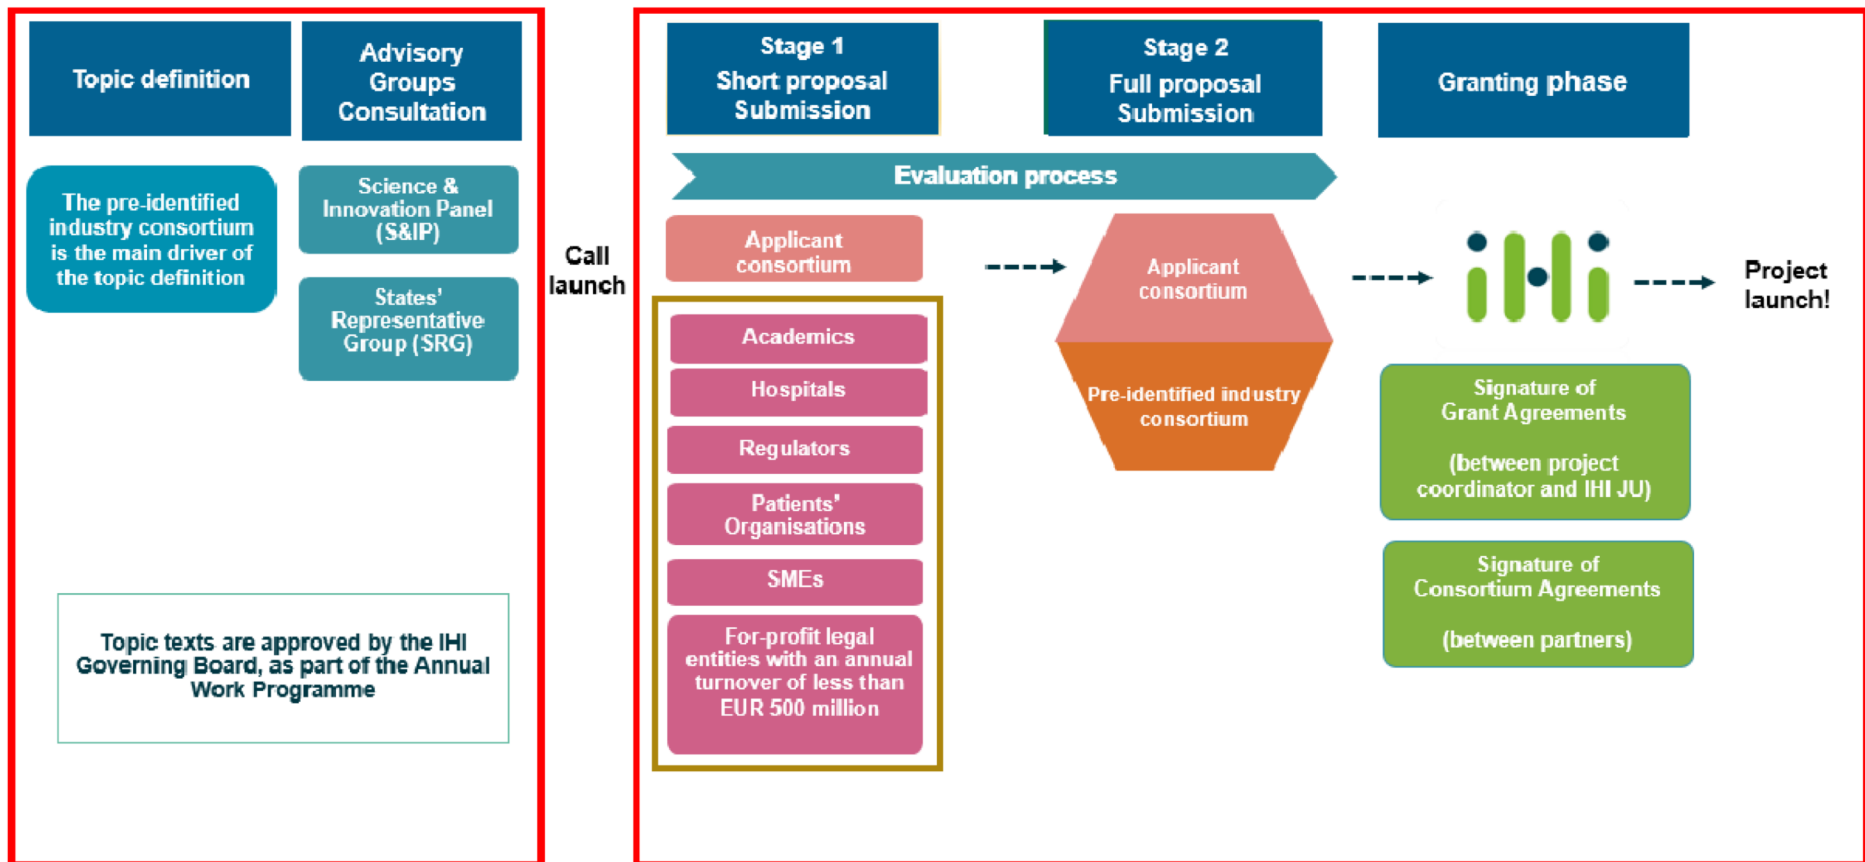 Topic definition
Advisory
Groups
Consultation
The pre-identified
industry consortium
is the main driver of
the topic definition
Science &
Innovation Panel
(S&IP)
States'
Representative
Group (SRG)
Topic texts are approved by the IHI
Governing Board, as part of the Annual
Work Programme
Call
launch
Stage 1
Short proposal
Submission
Stage 2
Full proposal
Submission
Granting phase
Evaluation process
Applicant
consortium
Academics
Hospitals
Regulators
Patients'
Organisations
SMEs
For-profit legal
entities with an annual
turnover of less than
EUR 500 million
Applicant
consortium
Pre-identified industry
consortium
iHi
Signature of
Grant Agreements
(between project
coordinator and IHI JU)
Signature of
Consortium Agreements
(between partners)
Project
launch!